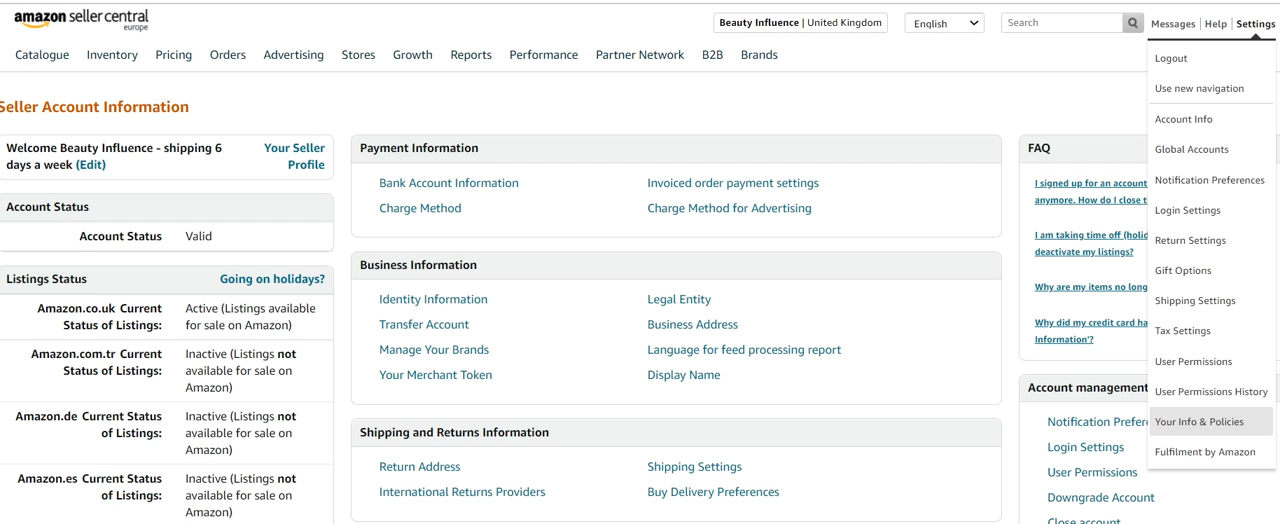 amazon seller central
europe
Beauty Influence | United Kingdom
English
Search
Messages | Help | Settings
Catalogue Inventory Pricing Orders Advertising Stores Growth Reports Performance Partner Network B2B Brands
Logout
Use new navigation
Account Info
Global Accounts
Notification Preferences
Login Settings
Return Settings
Gift Options
Shipping Settings
Tax Settings
User Permissions
User Permissions History
Your Info & Policies
Fulfilment by Amazon
Seller Account Information
Welcome Beauty Influence - shipping 6
days a week (Edit)
Your Seller
Profile
Account Status
Account Status Valid
Listings Status Going on holidays?
Amazon.co.uk Current
Status of Listings:
Active (Listings available
for sale on Amazon)
Amazon.com.tr Current
Status of Listings:
Inactive (Listings not
available for sale on
Amazon)
Amazon.de Current Status
of Listings:
Inactive (Listings not
available for sale on
Amazon)
Amazon.es Current Status
of Listings:
Inactive (Listings not
available for sale on
Amazon)
Payment Information
Bank Account Information Invoiced order payment settings
Charge Method Charge Method for Advertising
Business Information
Identity Information Legal Entity
Transfer Account Business Address
Manage Your Brands Language for feed processing report
Your Merchant Token Display Name
Shipping and Returns Information
Return Address Shipping Settings
International Returns Providers Buy Delivery Preferences
FAQ
I signed up for an account
anymore. How do I close t
I am taking time off (holid
deactivate my listings?
Why are my items no long
Why did my credit card ha
Information'?
Account management
Notification Prefer
Login Settings
User Permissions
Downgrade Account
Close account